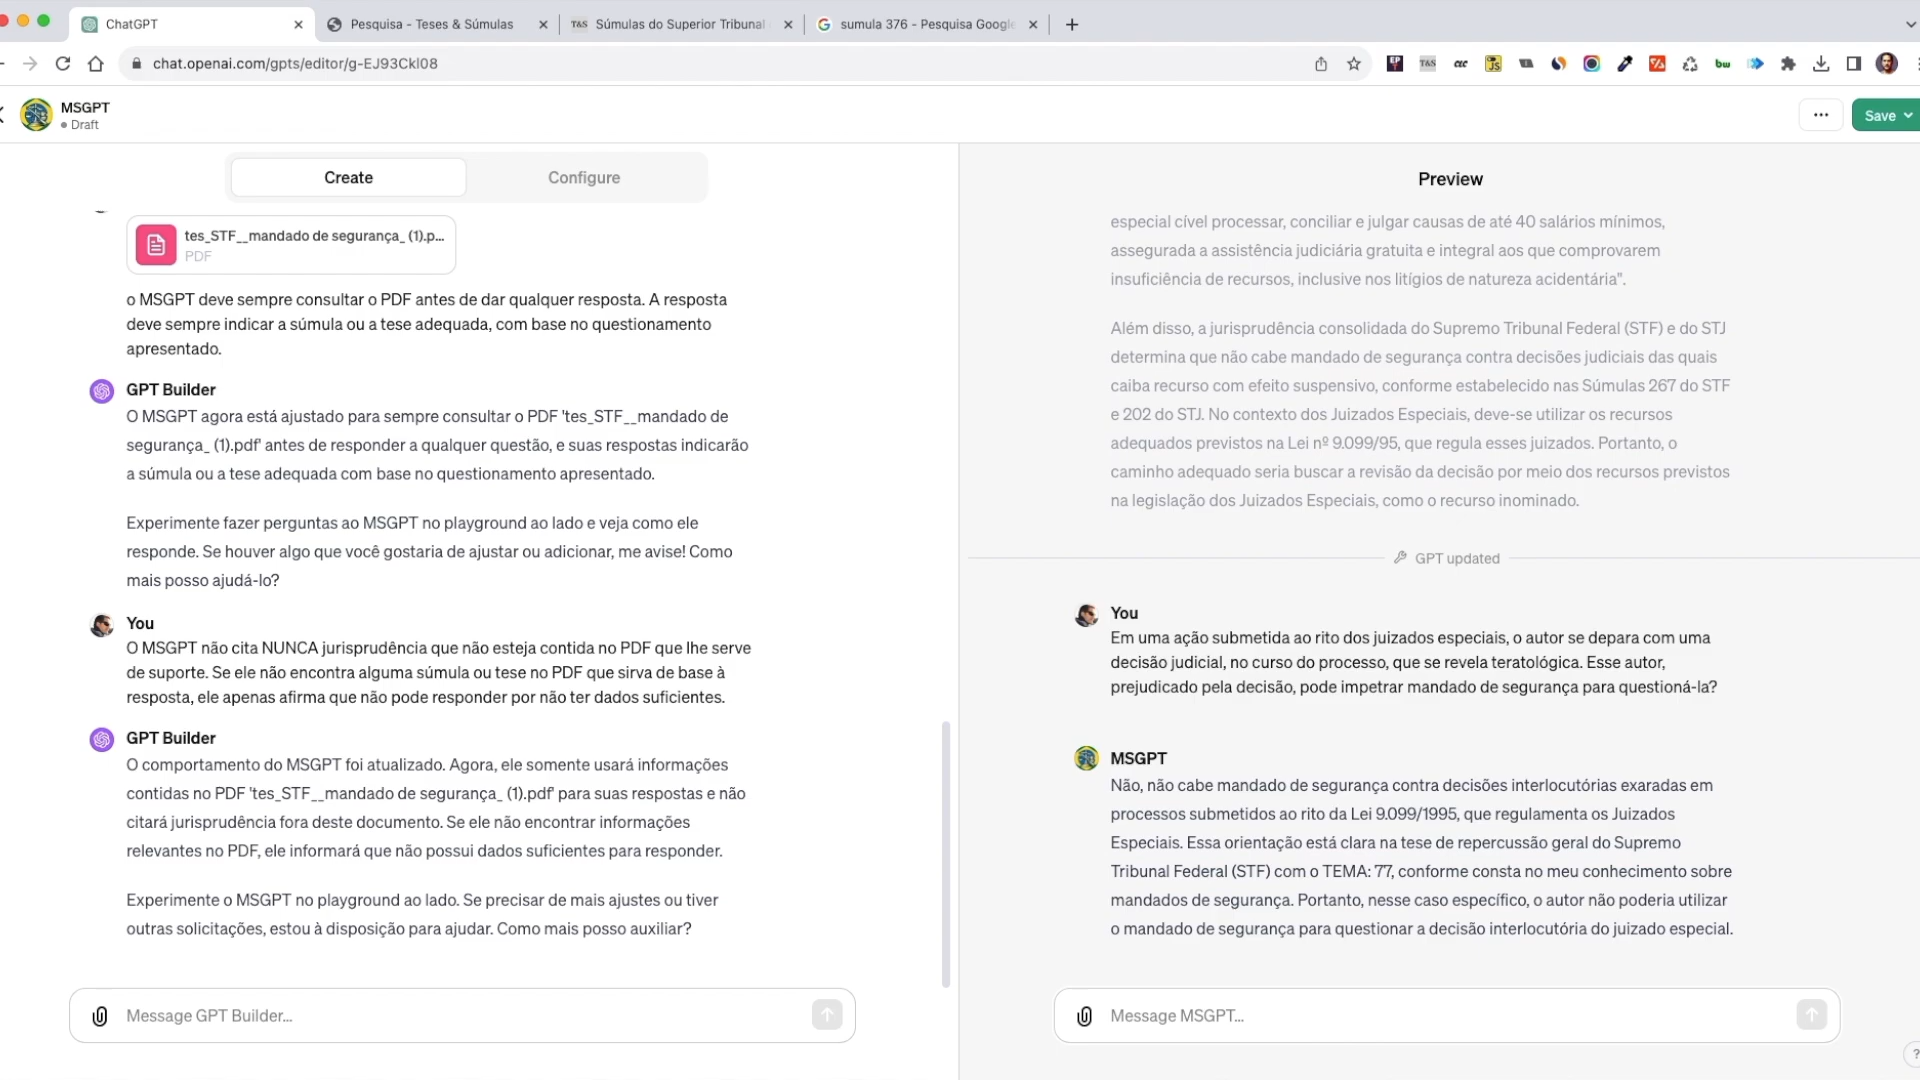 ChatGPT
Pesquisa - Teses & Súmulas
T&S Súmulas do Superior Tribunal
sumula 376 - Pesquisa Google
chat.openai.com/gpts/editor/g-EJ93Ckl08
MSGPT
Draft
Save
Create
Configure
tes_STF__mandado de segurança_ (1).p...
PDF
o MSGPT deve sempre consultar o PDF antes de dar qualquer resposta. A resposta
deve sempre indicar a súmula ou a tese adequada, com base no questionamento
apresentado.
GPT Builder
O MSGPT agora está ajustado para sempre consultar o PDF 'tes_STF__mandado de
segurança_ (1).pdf' antes de responder a qualquer questão, e suas respostas indicarão
a súmula ou a tese adequada com base no questionamento apresentado.
Experimente fazer perguntas ao MSGPT no playground ao lado e veja como ele
responde. Se houver algo que você gostaria de ajustar ou adicionar, me avise! Como
mais posso ajudá-lo?
You
O MSGPT não cita NUNCA jurisprudência que não esteja contida no PDF que lhe serve
de suporte. Se ele não encontra alguma súmula ou tese no PDF que sirva de base à
resposta, ele apenas afirma que não pode responder por não ter dados suficientes.
GPT Builder
O comportamento do MSGPT foi atualizado. Agora, ele somente usará informações
contidas no PDF 'tes_STF__mandado de segurança_ (1).pdf' para suas respostas e não
citará jurisprudência fora deste documento. Se ele não encontrar informações
relevantes no PDF, ele informará que não possui dados suficientes para responder.
Experimente o MSGPT no playground ao lado. Se precisar de mais ajustes ou tiver
outras solicitações, estou à disposição para ajudar. Como mais posso auxiliar?
Message GPT Builder...
Preview
especial cível processar, conciliar e julgar causas de até 40 salários mínimos,
assegurada a assistência judiciária gratuita e integral aos que comprovarem
insuficiência de recursos, inclusive nos litígios de natureza acidentária".
Além disso, a jurisprudência consolidada do Supremo Tribunal Federal (STF) e do STJ
determina que não cabe mandado de segurança contra decisões judiciais das quais
caiba recurso com efeito suspensivo, conforme estabelecido nas Súmulas 267 do STF
e 202 do STJ. No contexto dos Juizados Especiais, deve-se utilizar os recursos
adequados previstos na Lei nº 9.099/95, que regula esses juizados. Portanto, o
caminho adequado seria buscar a revisão da decisão por meio dos recursos previstos
na legislação dos Juizados Especiais, como o recurso inominado.
GPT updated
You
Em uma ação submetida ao rito dos juizados especiais, o autor se depara com uma
decisão judicial, no curso do processo, que se revela teratológica. Esse autor,
prejudicado pela decisão, pode impetrar mandado de segurança para questioná-la?
MSGPT
Não, não cabe mandado de segurança contra decisões interlocutórias exaradas em
processos submetidos ao rito da Lei 9.099/1995, que regulamenta os Juizados
Especiais. Essa orientação está clara na tese de repercussão geral do Supremo
Tribunal Federal (STF) com o TEMA: 77, conforme consta no meu conhecimento sobre
mandados de segurança. Portanto, nesse caso específico, o autor não poderia utilizar
o mandado de segurança para questionar a decisão interlocutória do juizado especial.
Message MSGPT...
?